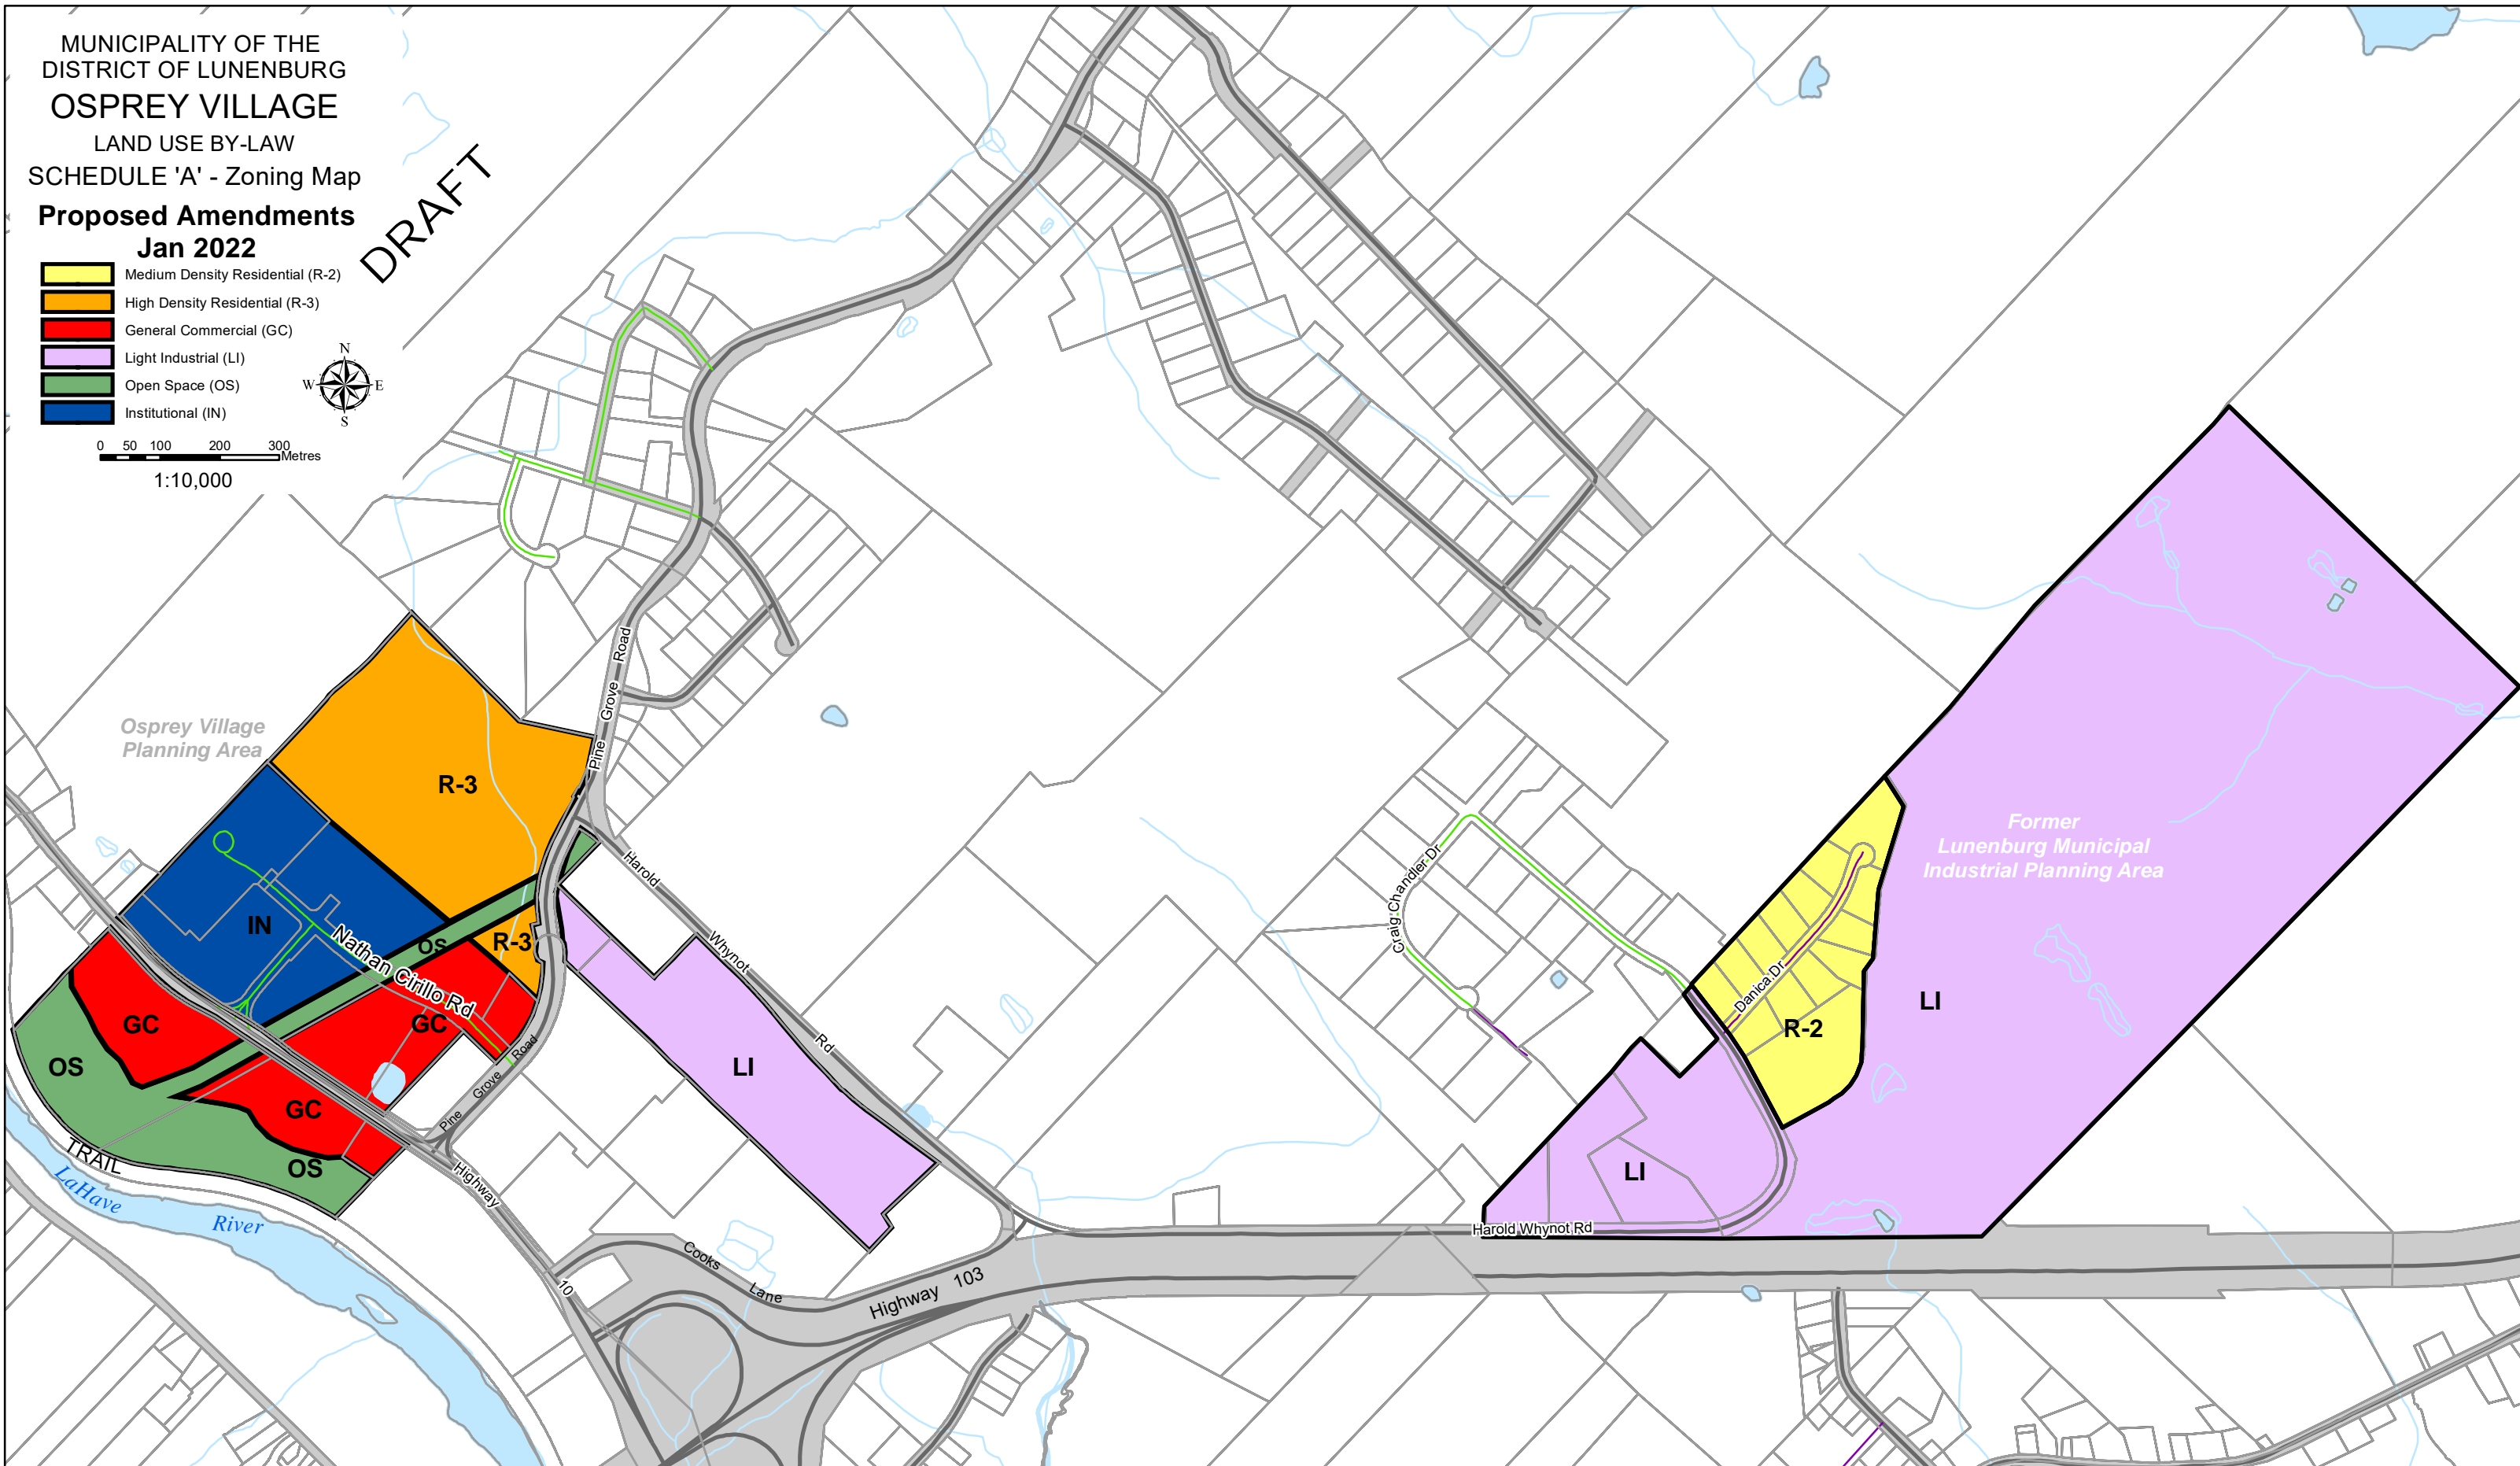 MUNICIPALITY OF THE
DISTRICT OF LUNENBURG
OSPREY VILLAGE
LAND USE BY-LAW
SCHEDULE 'A' - Zoning Map
Proposed Amendments
Jan 2022
DRAFT
Medium Density Residential (R-2)
High Density Residential (R-3)
General Commercial (GC)
Light Industrial (LI)
Open Space (OS)
Institutional (IN)
N
W E
S
0 50 100 200 300
Metres
1:10,000
Osprey Village
Planning Area
R-3
Pine Grove Road
Harold Whynot Rd
IN
Nathan Cirillo Rd
OS
R-3
GC
GC
OS
GC
OS
LI
Pine Grove Road
TRAIL
LaHave River
Highway 10
Cooks Lane
Highway 103
Craig Chandler Dr
Danica Dr
R-2
Former
Lunenburg Municipal
Industrial Planning Area
LI
LI
Harold Whynot Rd